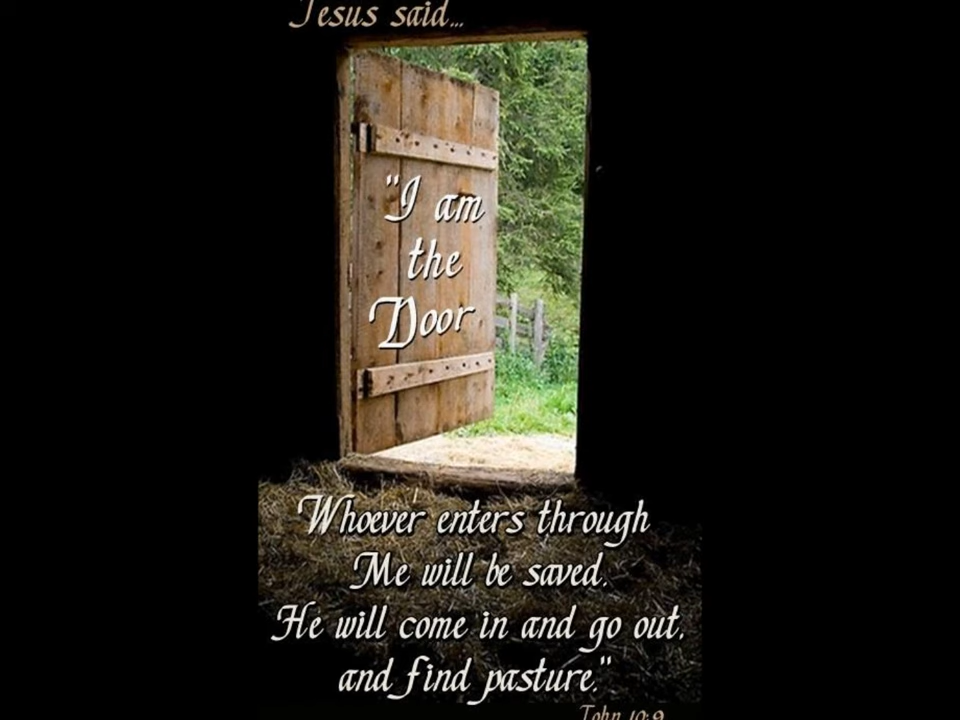 Jesus said...
"I am
the
Door
Whoever enters through
Me will be saved.
He will come in and go out,
and find pasture."
John 10:9